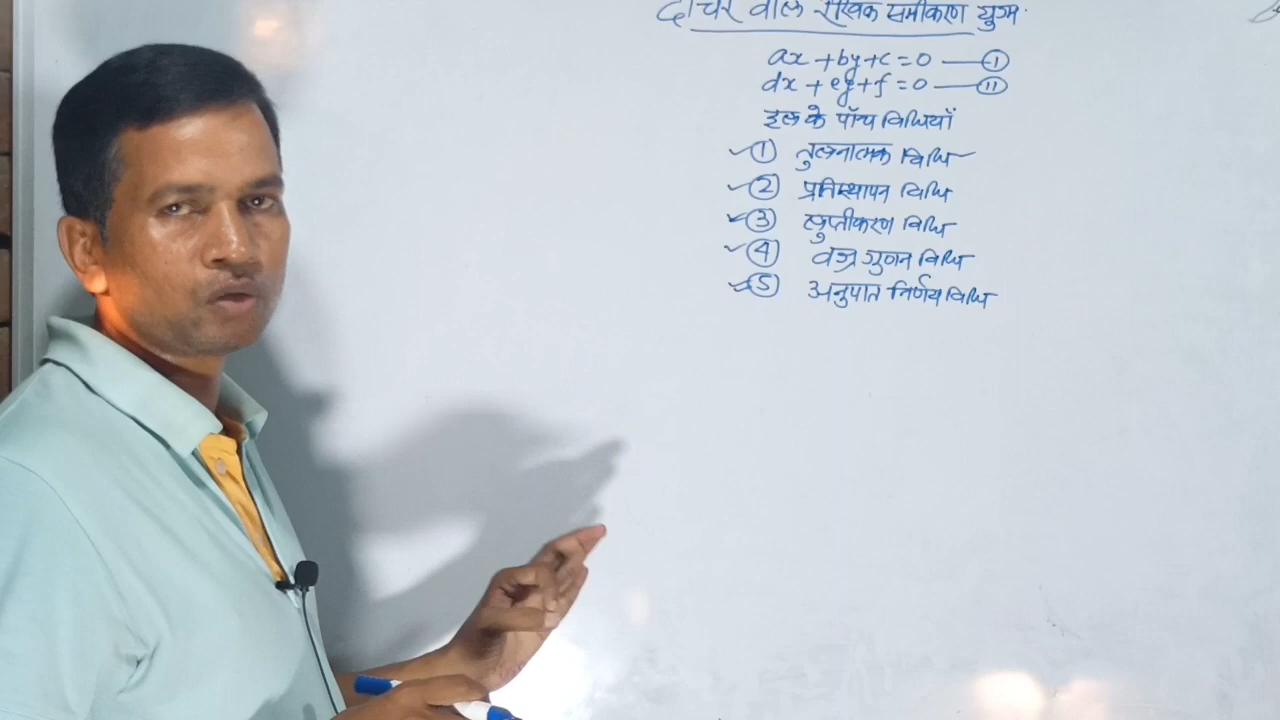 दो चर वाले रैखिक समीकरण युग्म
ax + by + c = 0 — (I)
dx + ey + f = 0 — (II)
हल के पाँच विधियाँ
① तुलनात्मक विधि
② प्रतिस्थापन विधि
③ लुप्तीकरण विधि
④ वज्र गुणन विधि
⑤ अनुपात निर्णय विधि